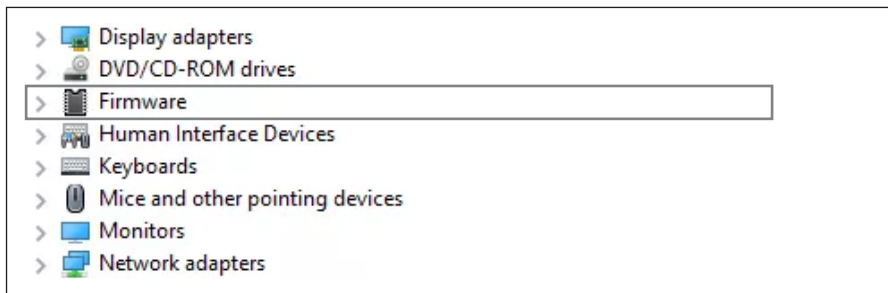 Display adapters
DVD/CD-ROM drives
Firmware
Human Interface Devices
Keyboards
Mice and other pointing devices
Monitors
Network adapters